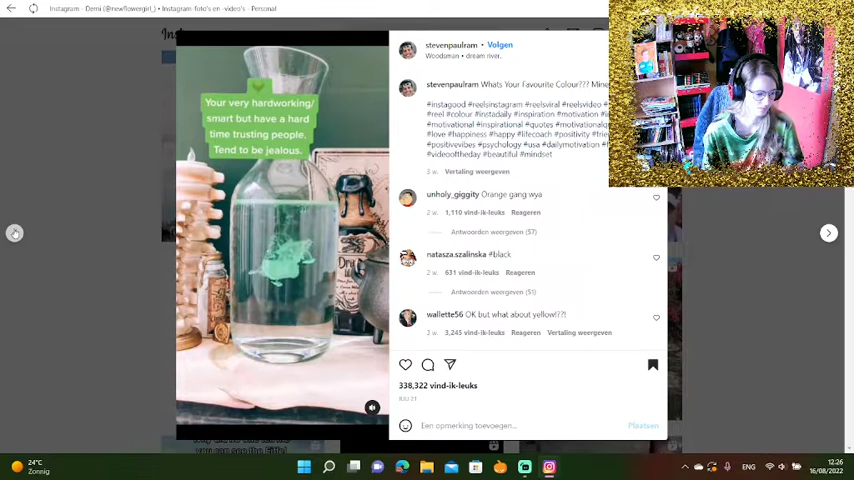 Instagram - Demi (@newflowergirl_) • Instagram-foto's en -video's - Personal
Your very hardworking/
smart but have a hard
time trusting people.
Tend to be jealous.
stevenpaulram • Volgen
Woodsman • dream river.
stevenpaulram Whats Your Favourite Colour??? Mine
#instagood #reelsinstagram #reelsviral #reelsvideo
#reel #colour #instadaily #inspiration #motivation
#motivational #inspirational #quotes
#love #happiness #happy #lifecoach #positivity
#positivevibes #psychology #usa #dailymotivation
#videooftheday #beautiful #mindset
3 w. Vertaling weergeven
unholy_giggity Orange gang wya
2 w. 1,110 vind-ik-leuks Reageren
Antwoorden weergeven (57)
natasza.szalinska #black
2 w. 631 vind-ik-leuks Reageren
Antwoorden weergeven (51)
wallette56 OK but what about yellow!??!
2 w. 3,245 vind-ik-leuks Reageren Vertaling weergeven
338,322 vind-ik-leuks
JULI 21
Een opmerking toevoegen...
Plaatsen
24°C
Zonnig
ENG
12:26
16/08/2022